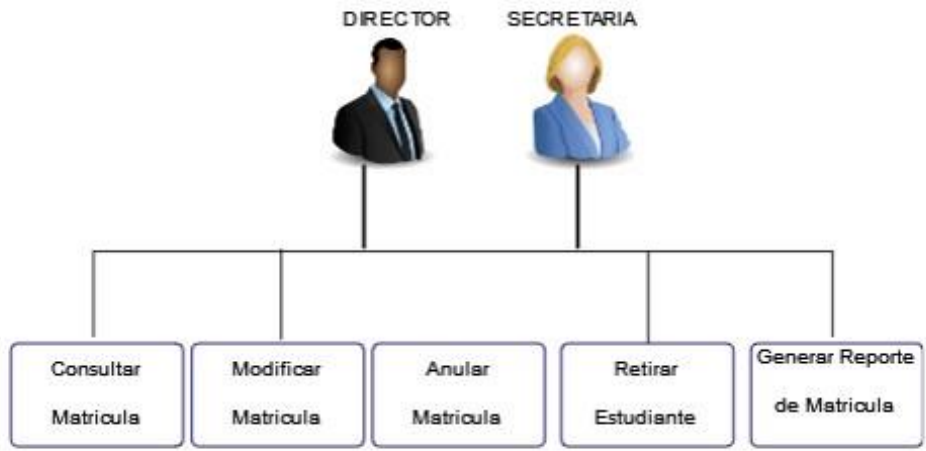 DIRECTOR
SECRETARIA
Consultar
Matricula
Modificar
Matricula
Anular
Matricula
Retirar
Estudiante
Generar Reporte
de Matricula